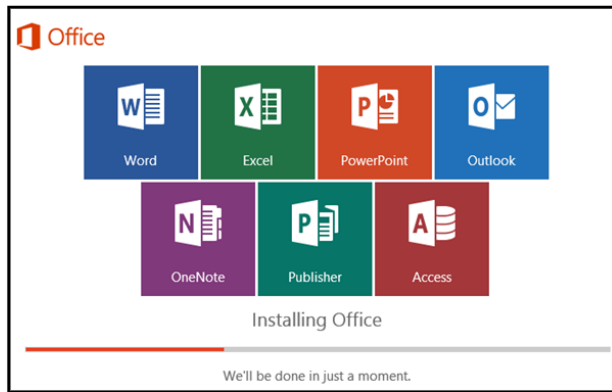 Office
W
X
P
O
Word
Excel
PowerPoint
Outlook
N
P
A
OneNote
Publisher
Access
Installing Office
We'll be done in just a moment.